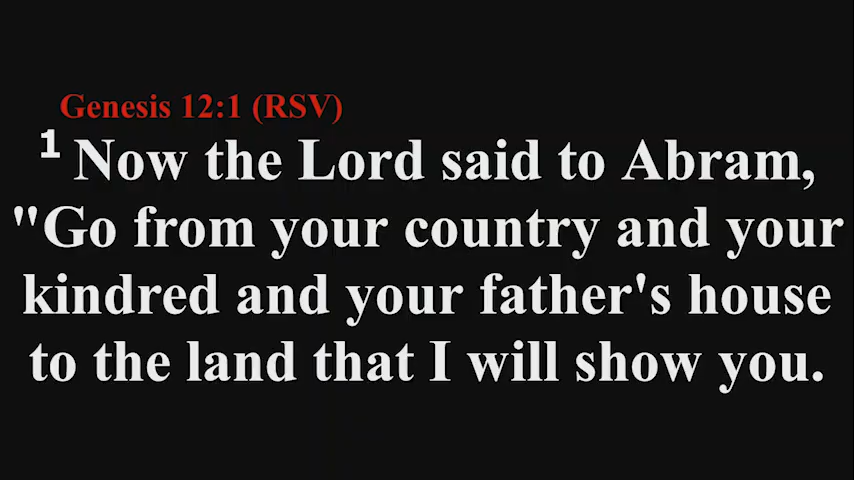 Genesis 12:1 (RSV)
1 Now the Lord said to Abram,
"Go from your country and your
kindred and your father's house
to the land that I will show you.